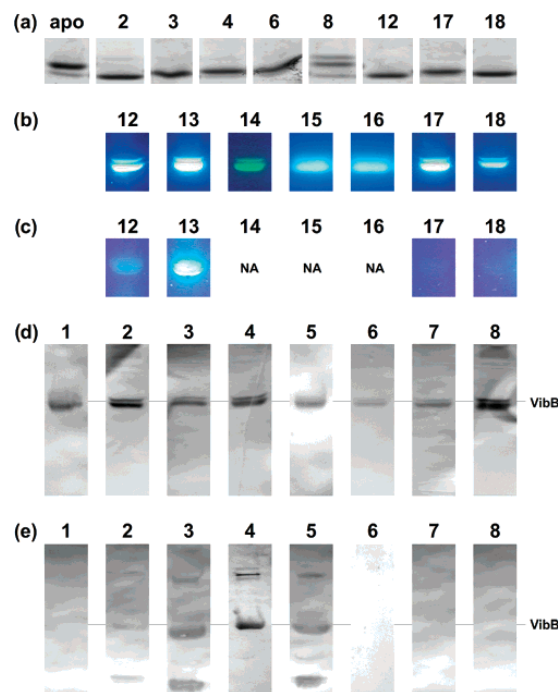 (a) apo 2 3 4 6 8 12 17 18
(b) 12 13 14 15 16 17 18
(c) 12 13 14 15 16 17 18
NA NA NA
(d) 1 2 3 4 5 6 7 8
VibB
(e) 1 2 3 4 5 6 7 8
VibB